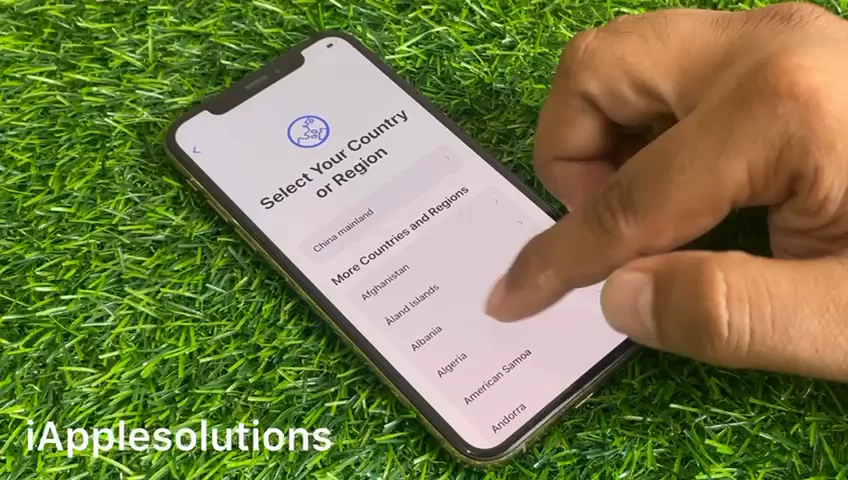 Select Your Country
or Region
China mainland
More Countries and Regions
Afghanistan
Åland Islands
Albania
Algeria
American Samoa
Andorra
iApplesolutions